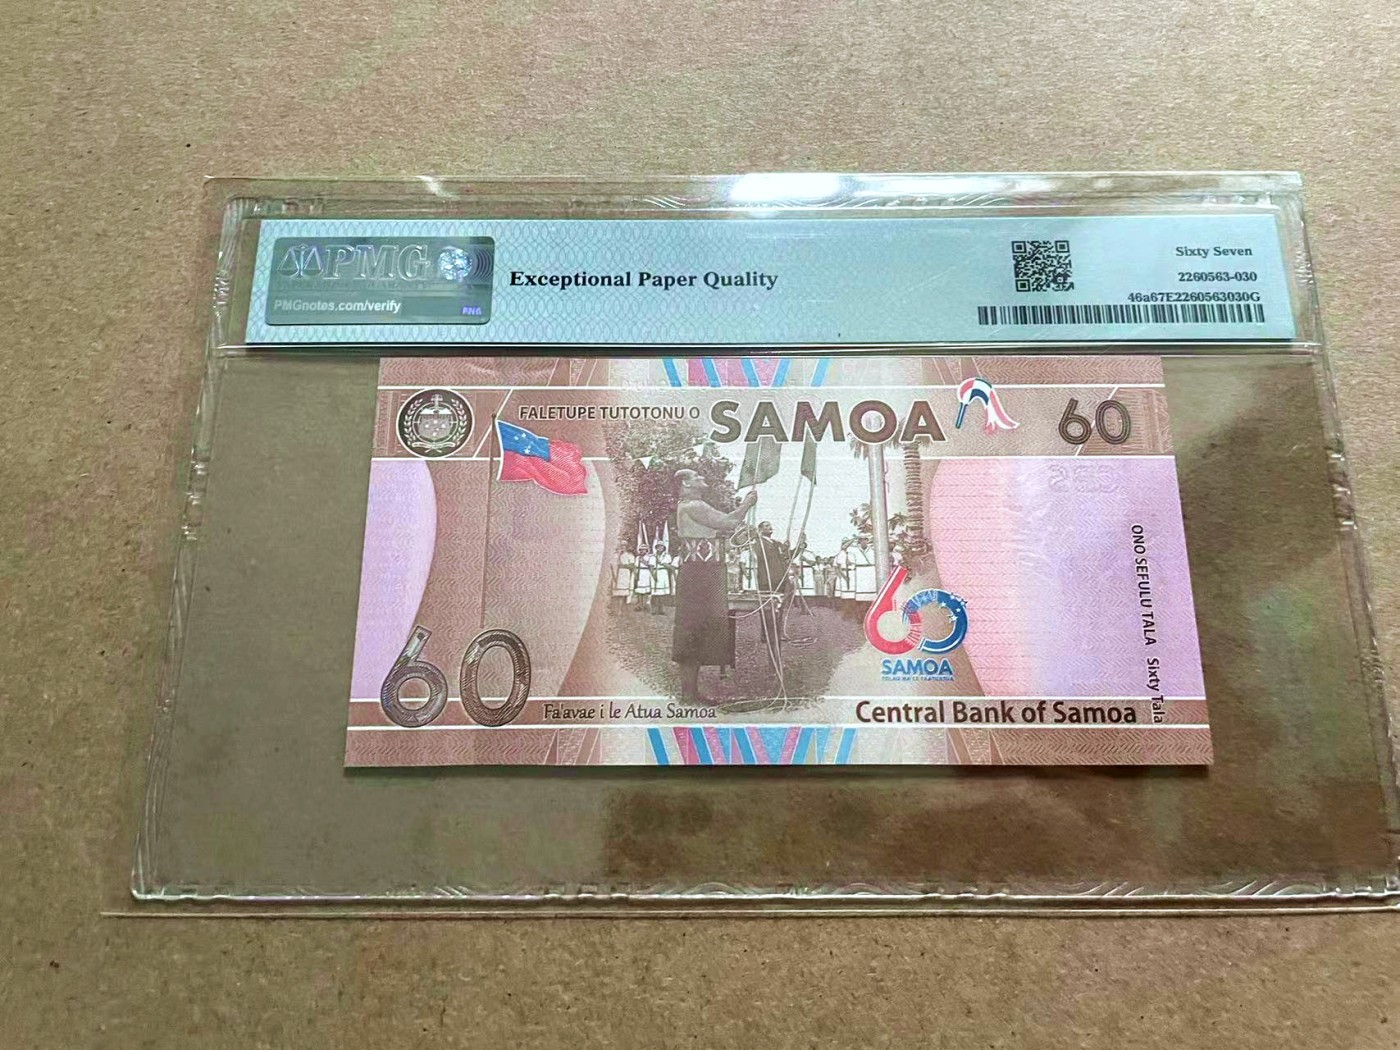 PMG
PMGnotes.com/verify
Exceptional Paper Quality
Sixty Seven
2260563-030
46a67E2260563030G
FALETUPE TUTOTONU O SAMOA
60
ONO SEFULU TALA Sixty Tala
60
SAMOA
60
Fa'avae i le Atua Samoa
Central Bank of Samoa